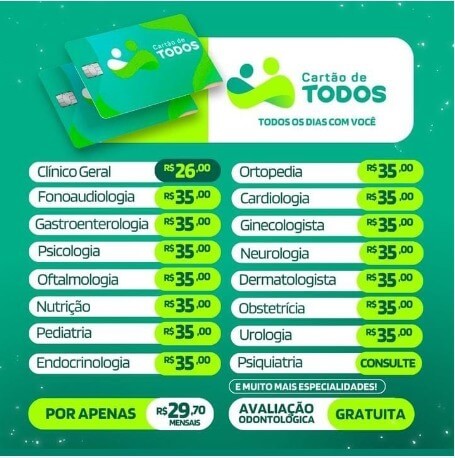 Cartão de
TODOS
Cartão de
TODOS
TODOS OS DIAS COM VOCÊ
Clínico Geral R$ 26,00
Ortopedia R$ 35,00
Fonoaudiologia R$ 35,00
Cardiologia R$ 35,00
Gastroenterologia R$ 35,00
Ginecologista R$ 35,00
Psicologia R$ 35,00
Neurologia R$ 35,00
Oftalmologia R$ 35,00
Dermatologista R$ 35,00
Nutrição R$ 35,00
Obstetrícia R$ 35,00
Pediatria R$ 35,00
Urologia R$ 35,00
Endocrinologia R$ 35,00
Psiquiatria CONSULTE
E MUITO MAIS ESPECIALIDADES!
POR APENAS R$ 29,70 MENSAIS
AVALIAÇÃO
ODONTOLÓGICA GRATUITA